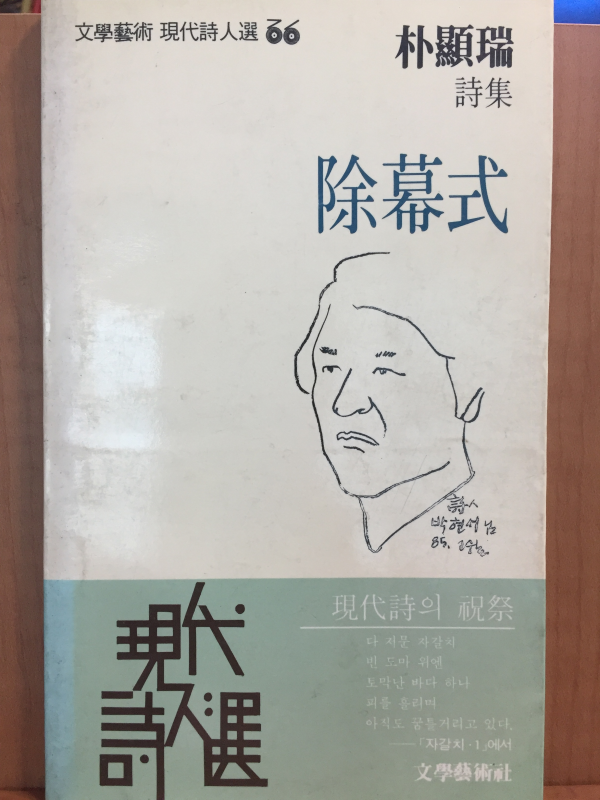 文學藝術 現代詩人選 66
朴顯瑞
詩集
除幕式
詩人
박현서님
85.
現代詩의 祝祭
다 저문 자갈치
빈 도마 위엔
토막난 바다 하나
피를 흘리며
아직도 꿈틀거리고 있다.
──「자갈치·1」에서
現代
詩人選
文學藝術社